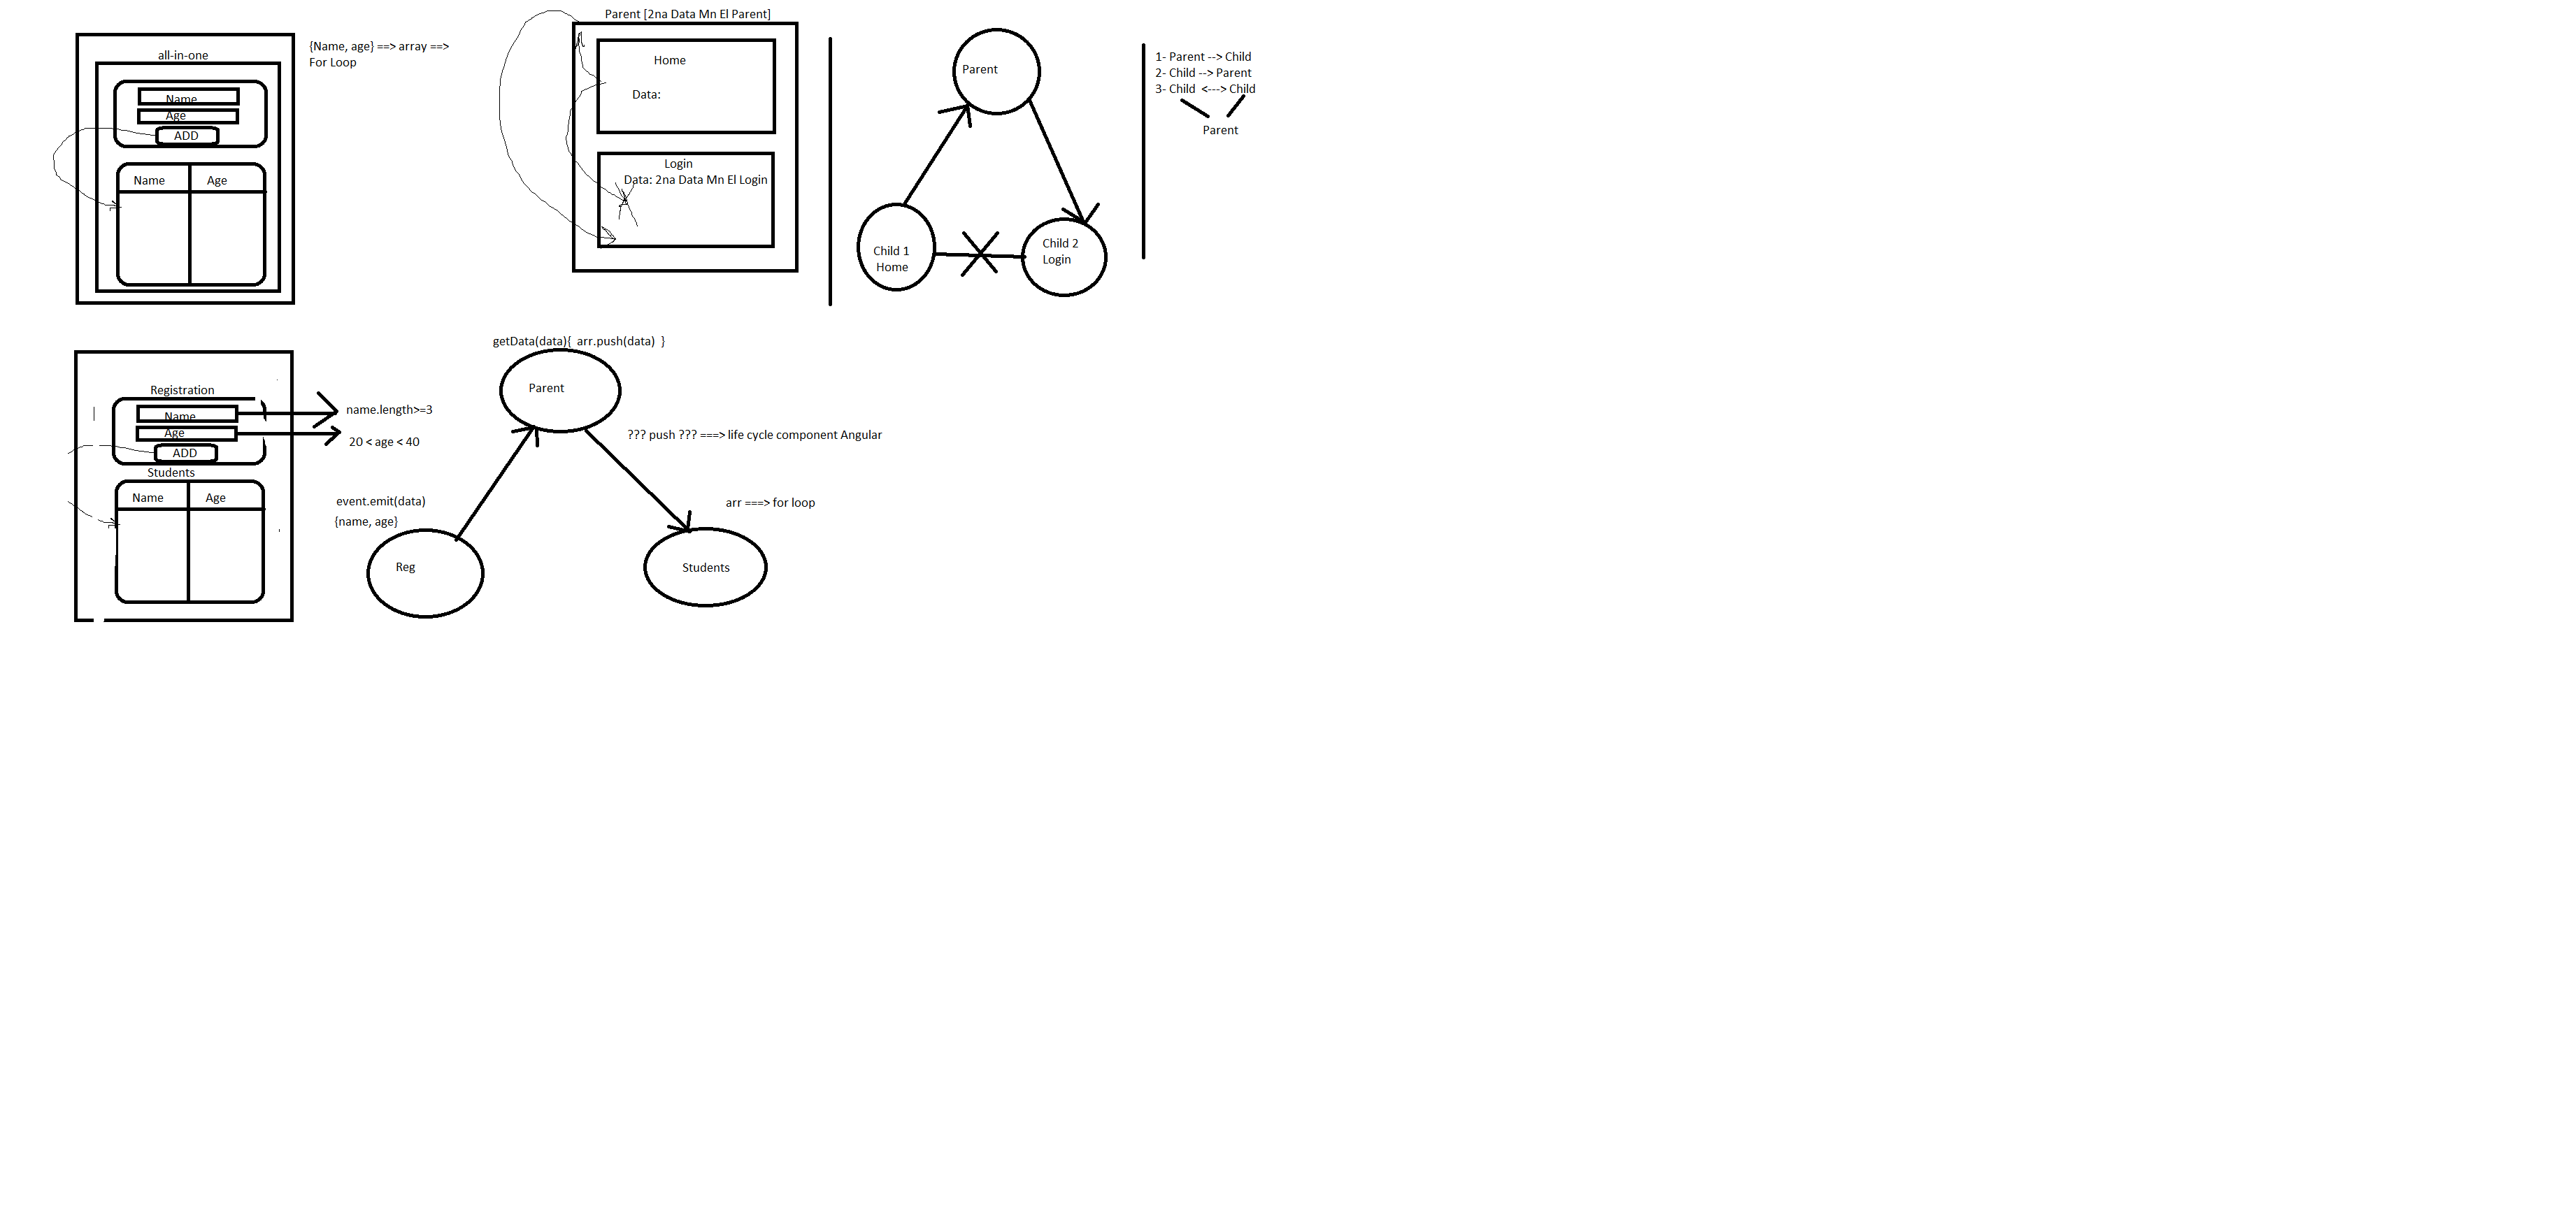 all-in-one
Name
Age
ADD
Name Age
{Name, age} ==> array ==>
For Loop
Parent [2na Data Mn El Parent]
Home
Data:
Login
Data: 2na Data Mn El Login
Parent
Child 1
Home
Child 2
Login
1- Parent --> Child
2- Child --> Parent
3- Child <---> Child
Parent
Registration
Name
Age
ADD
Students
Name Age
name.length>=3
20 < age < 40
getData(data){ arr.push(data) }
Parent
??? push ??? ===> life cycle component Angular
event.emit(data)
{name, age}
arr ===> for loop
Reg
Students